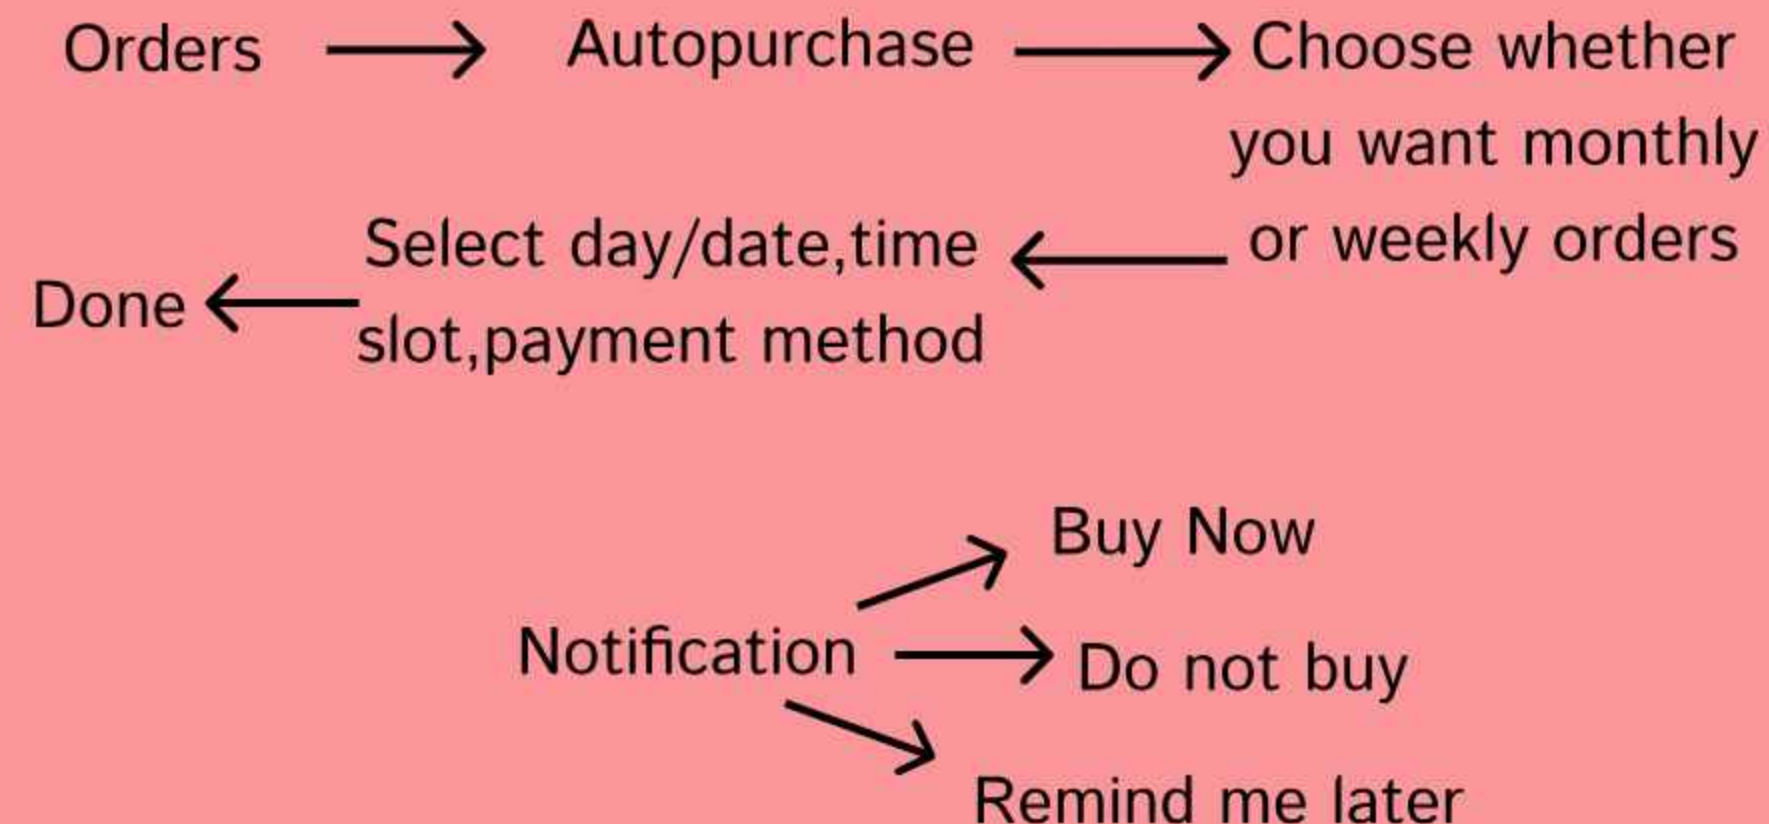 Orders
Autopurchase
Choose whether
you want monthly
or weekly orders
Select day/date,time
slot,payment method
Done
Notification
Buy Now
Do not buy
Remind me later